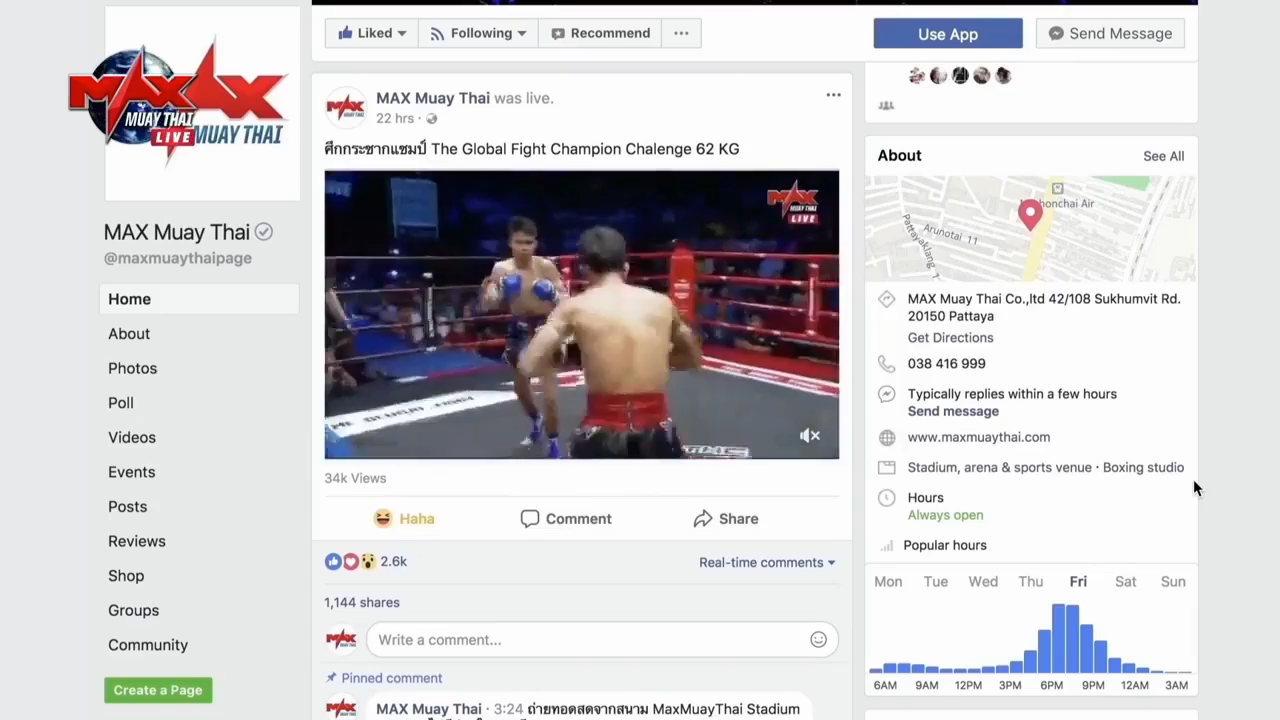 MAX
MUAY THAI
LIVE
MUAY THAI
MAX Muay Thai
@maxmuaythaipage
Home
About
Photos
Poll
Videos
Events
Posts
Reviews
Shop
Groups
Community
Create a Page
Liked
Following
Recommend
Use App
Send Message
MAX Muay Thai was live.
22 hrs ·
ศึกกระชากแชมป์ The Global Fight Champion Chalenge 62 KG
MAX
MUAY THAI
LIVE
34k Views
Haha
Comment
Share
2.6k
Real-time comments
1,144 shares
Write a comment...
Pinned comment
MAX Muay Thai · 3:24 ถ่ายทอดสดจากสนาม MaxMuayThai Stadium
About
See All
Arunotai 11
Pattayaklang
MAX Muay Thai Co.,ltd 42/108 Sukhumvit Rd.
20150 Pattaya
Get Directions
038 416 999
Typically replies within a few hours
Send message
www.maxmuaythai.com
Stadium, arena & sports venue · Boxing studio
Hours
Always open
Popular hours
Mon Tue Wed Thu Fri Sat Sun
6AM 9AM 12PM 3PM 6PM 9PM 12AM 3AM